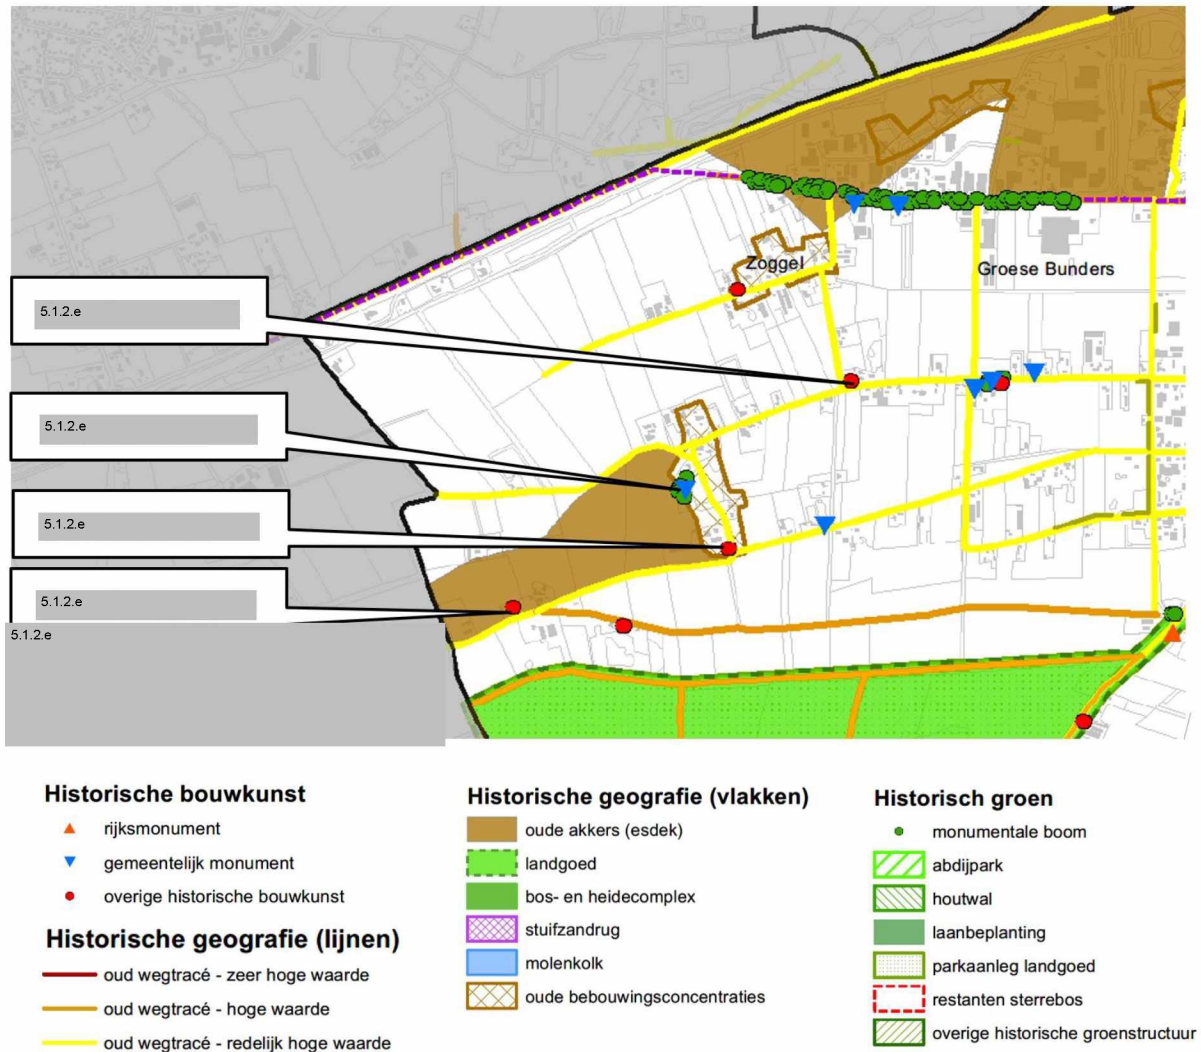 Zoggel
Groese Bunders
5.1.2.e
5.1.2.e
5.1.2.e
5.1.2.e
5.1.2.e
Historische bouwkunst
rijksmonument
gemeentelijk monument
overige historische bouwkunst
Historische geografie (lijnen)
oud wegtracé - zeer hoge waarde
oud wegtracé - hoge waarde
oud wegtracé - redelijk hoge waarde
Historische geografie (vlakken)
oude akkers (esdek)
landgoed
bos- en heidecomplex
stuifzandrug
molenkolk
oude bebouwingsconcentraties
Historisch groen
monumentale boom
abdijpark
houtwal
laanbeplanting
parkaanleg landgoed
restanten sterrebos
overige historische groenstructuur